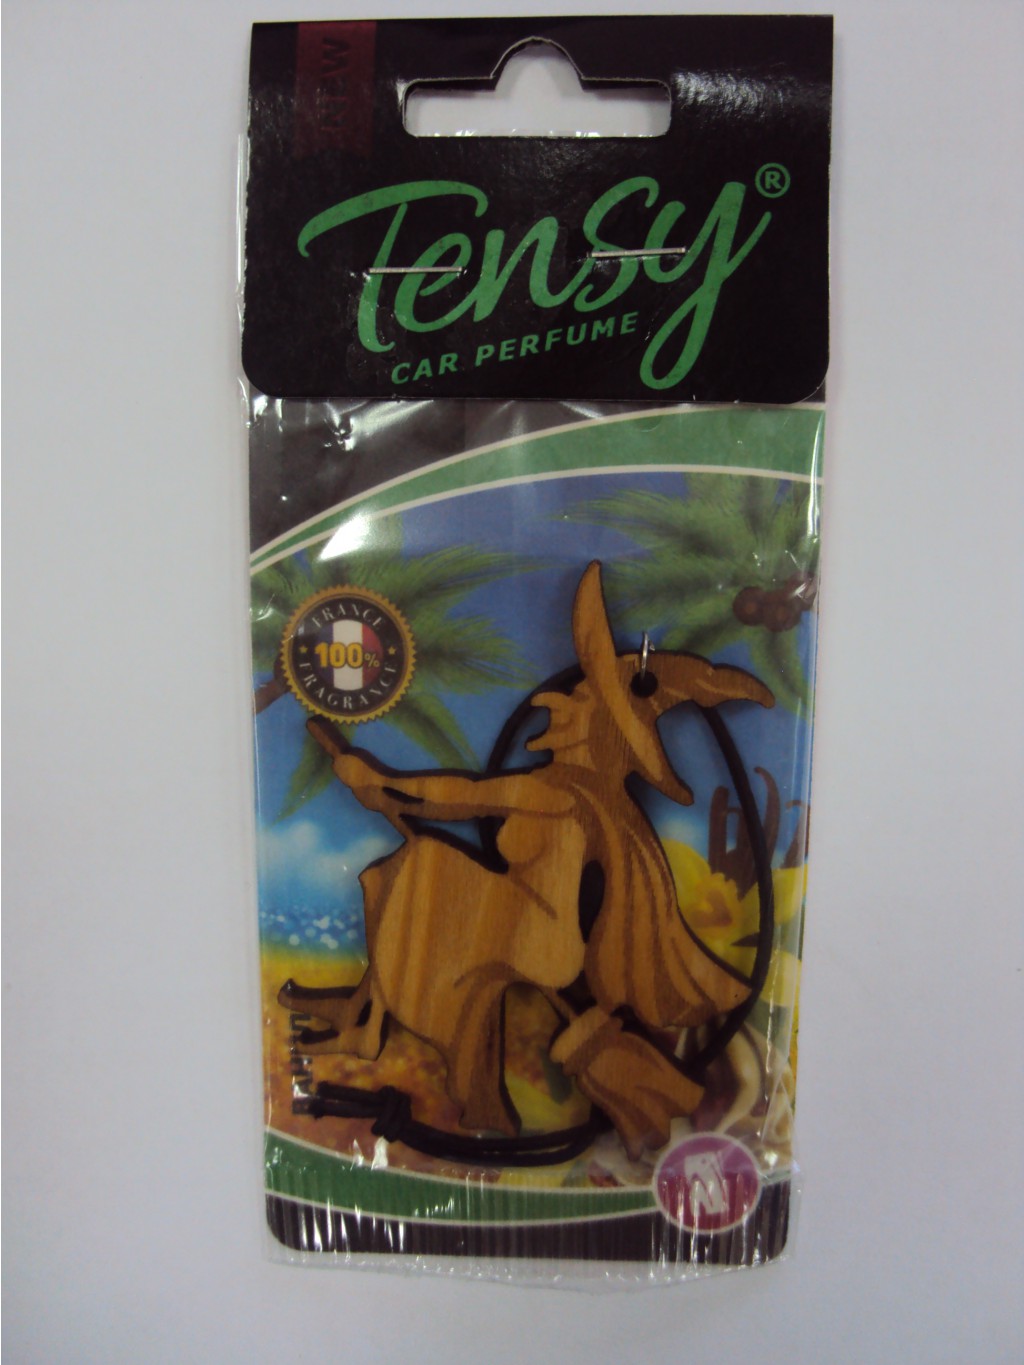 NEW
Tensy®
CAR PERFUME
FRANCE
100%
FRAGRANCE